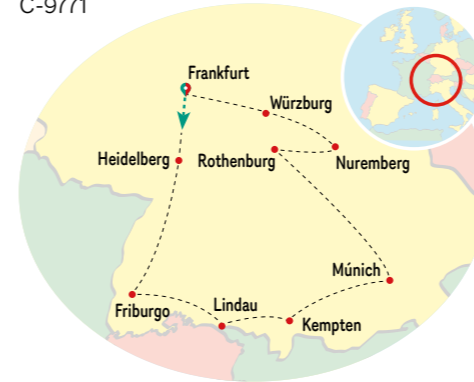 C-9771
Frankfurt
Würzburg
Heidelberg
Rothenburg
Nuremberg
Múnich
Friburgo
Lindau
Kempten